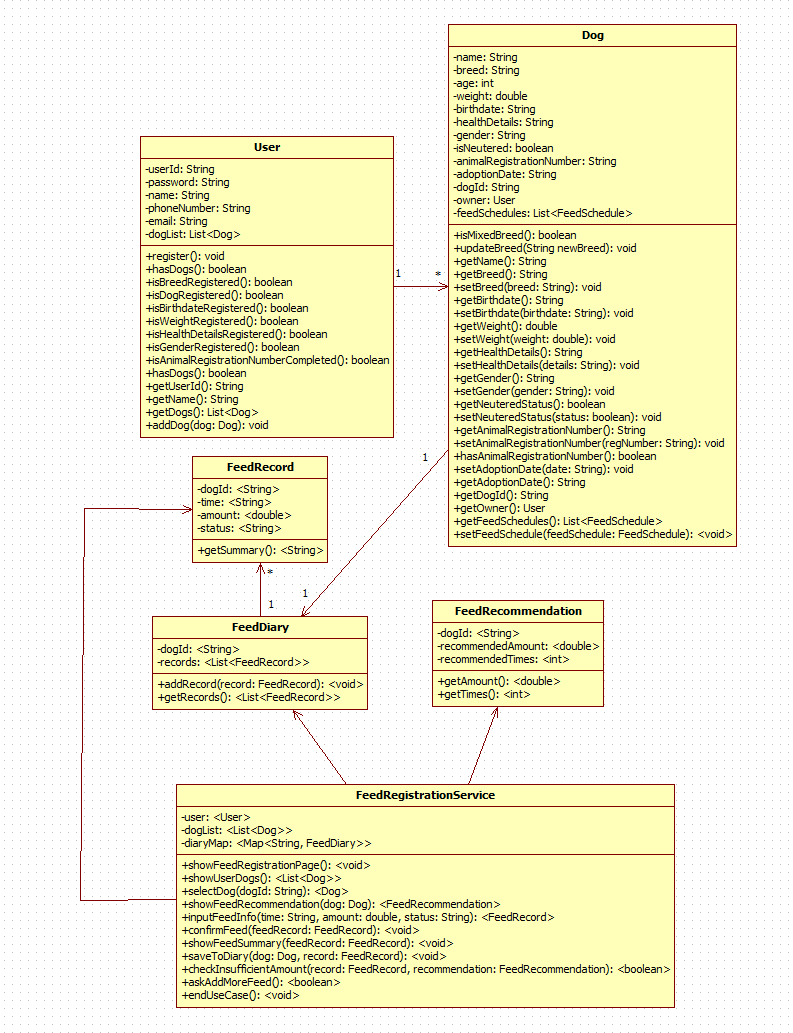 Dog
-name: String
-breed: String
-age: int
-weight: double
-birthdate: String
-healthDetails: String
-gender: String
-isNeutered: boolean
-animalRegistrationNumber: String
-adoptionDate: String
-dogId: String
-owner: User
-feedSchedules: List<FeedSchedule>
+isMixedBreed(): boolean
+updateBreed(String newBreed): void
+getName(): String
+getBreed(): String
+setBreed(breed: String): void
+getBirthdate(): String
+setBirthdate(birthdate: String): void
+getWeight(): double
+setWeight(weight: double): void
+getHealthDetails(): String
+setHealthDetails(details: String): void
+getGender(): String
+setGender(gender: String): void
+getNeuteredStatus(): boolean
+setNeuteredStatus(status: boolean): void
+getAnimalRegistrationNumber(): String
+setAnimalRegistrationNumber(regNumber: String): void
+hasAnimalRegistrationNumber(): boolean
+setAdoptionDate(date: String): void
+getAdoptionDate(): String
+getDogId(): String
+getOwner(): User
+getFeedSchedules(): List<FeedSchedule>
+setFeedSchedule(feedSchedule: FeedSchedule): <void>
User
-userId: String
-password: String
-name: String
-phoneNumber: String
-email: String
-dogList: List<Dog>
+register(): void
+hasDogs(): boolean
+isBreedRegistered(): boolean
+isDogRegistered(): boolean
+isBirthdateRegistered(): boolean
+isWeightRegistered(): boolean
+isHealthDetailsRegistered(): boolean
+isGenderRegistered(): boolean
+isAnimalRegistrationNumberCompleted(): boolean
+hasDogs(): boolean
+getUserId(): String
+getName(): String
+getDogs(): List<Dog>
+addDog(dog: Dog): void
1
*
1
1
FeedRecord
-dogId: <String>
-time: <String>
-amount: <double>
-status: <String>
+getSummary(): <String>
*
1
FeedDiary
-dogId: <String>
-records: <List<FeedRecord>>
+addRecord(record: FeedRecord): <void>
+getRecords(): <List<FeedRecord>>
FeedRecommendation
-dogId: <String>
-recommendedAmount: <double>
-recommendedTimes: <int>
+getAmount(): <double>
+getTimes(): <int>
FeedRegistrationService
-user: <User>
-dogList: <List<Dog>>
-diaryMap: <Map<String, FeedDiary>>
+showFeedRegistrationPage(): <void>
+showUserDogs(): <List<Dog>>
+selectDog(dogId: String): <Dog>
+showFeedRecommendation(dog: Dog): <FeedRecommendation>
+inputFeedInfo(time: String, amount: double, status: String): <FeedRecord>
+confirmFeed(feedRecord: FeedRecord): <void>
+showFeedSummary(feedRecord: FeedRecord): <void>
+saveToDiary(dog: Dog, record: FeedRecord): <void>
+checkInsufficientAmount(record: FeedRecord, recommendation: FeedRecommendation): <boolean>
+askAddMoreFeed(): <boolean>
+endUseCase(): <void>